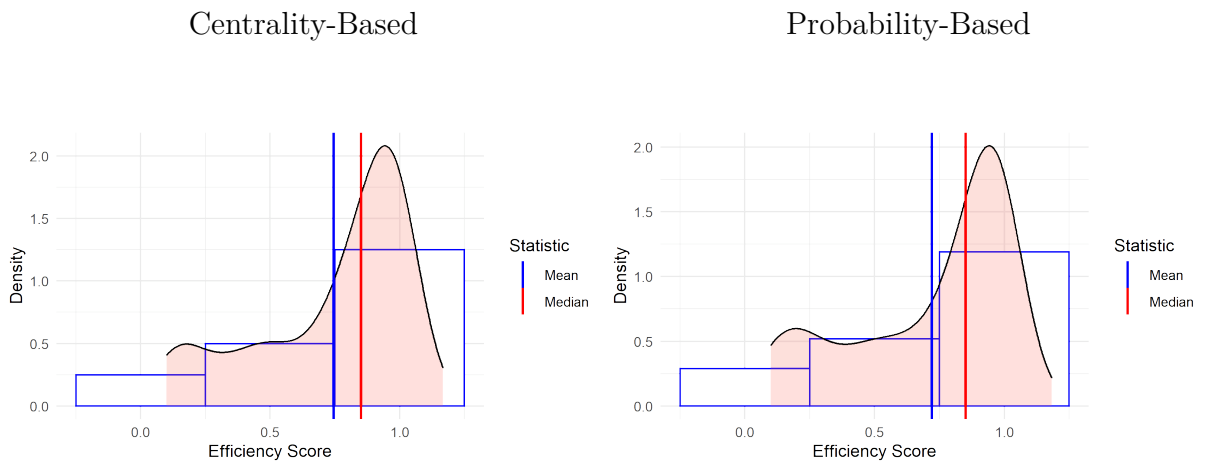 Centrality-Based
Probability-Based
2.0
1.5
1.0
0.5
0.0
Density
0.0
0.5
1.0
Efficiency Score
Statistic
Mean
Median
2.0
1.5
1.0
0.5
0.0
Density
0.0
0.5
1.0
Efficiency Score
Statistic
Mean
Median